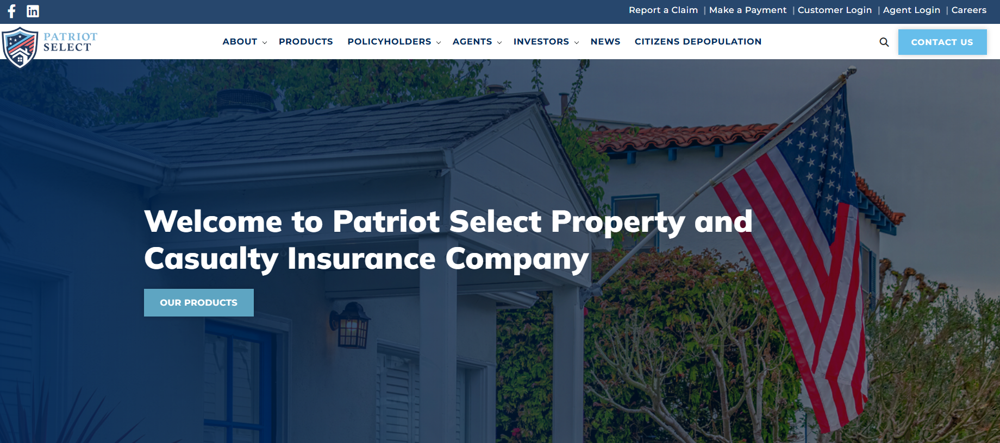 Report a Claim | Make a Payment | Customer Login | Agent Login | Careers
PATRIOT
SELECT
ABOUT PRODUCTS POLICYHOLDERS AGENTS INVESTORS NEWS CITIZENS DEPOPULATION
CONTACT US
Welcome to Patriot Select Property and
Casualty Insurance Company
OUR PRODUCTS